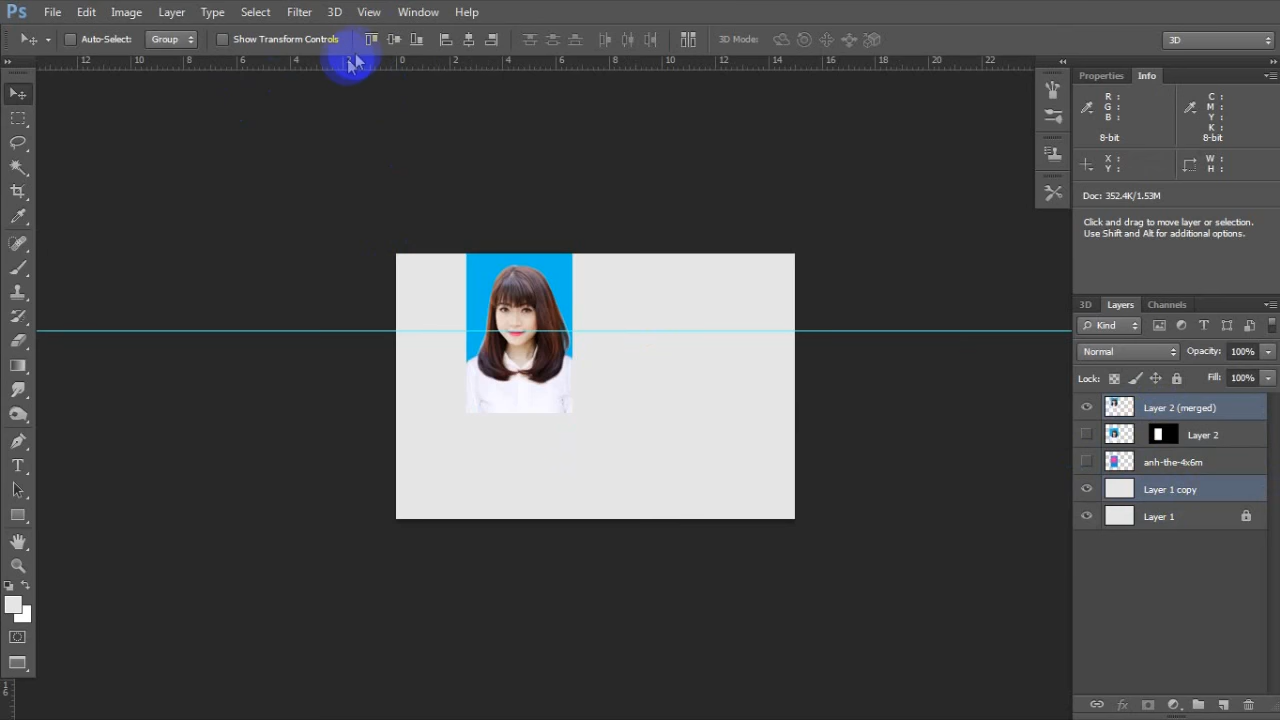 Ps File Edit Image Layer Type Select Filter 3D View Window Help
Auto-Select: Group Show Transform Controls 3D Mode: 3D
12 10 8 6 4 2 0 2 4 6 8 10 12 14 16 18 20 22
Properties Info
R : C :
G : M :
B : Y :
K :
8-bit 8-bit
X : W :
Y : H :
Doc: 352.4K/1.53M
Click and drag to move layer or selection.
Use Shift and Alt for additional options.
3D Layers Channels
Kind
Normal Opacity: 100%
Lock: Fill: 100%
Layer 2 (merged)
Layer 2
anh-the-4x6m
Layer 1 copy
Layer 1
fx
1
6